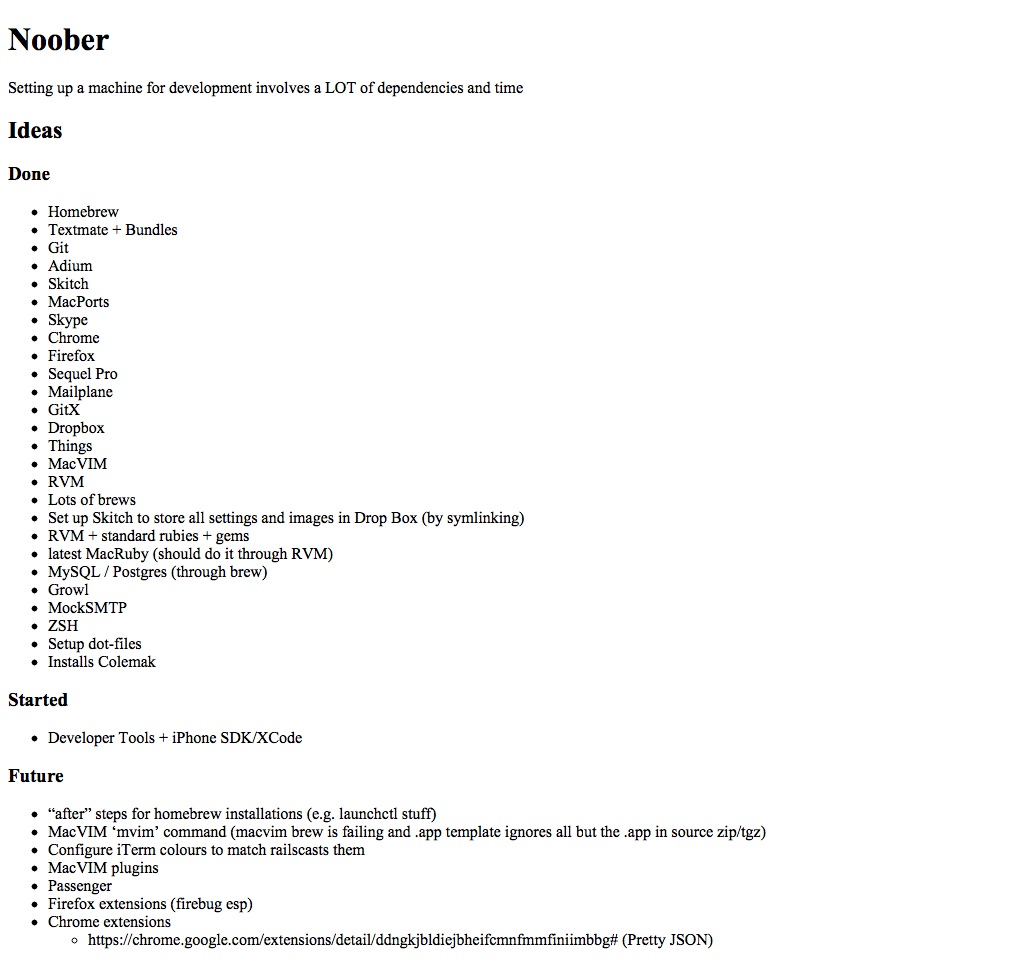 Noober
Setting up a machine for development involves a LOT of dependencies and time
Ideas
Done
• Homebrew
• Textmate + Bundles
• Git
• Adium
• Skitch
• MacPorts
• Skype
• Chrome
• Firefox
• Sequel Pro
• Mailplane
• GitX
• Dropbox
• Things
• MacVIM
• RVM
• Lots of brews
• Set up Skitch to store all settings and images in Drop Box (by symlinking)
• RVM + standard rubies + gems
• latest MacRuby (should do it through RVM)
• MySQL / Postgres (through brew)
• Growl
• MockSMTP
• ZSH
• Setup dot-files
• Installs Colemak
Started
• Developer Tools + iPhone SDK/XCode
Future
• “after” steps for homebrew installations (e.g. launchctl stuff)
• MacVIM ‘mvim’ command (macvim brew is failing and .app template ignores all but the .app in source zip/tgz)
• Configure iTerm colours to match railscasts them
• MacVIM plugins
• Passenger
• Firefox extensions (firebug esp)
• Chrome extensions
◦ https://chrome.google.com/extensions/detail/ddngkjbldiejbheifcmnfmmfiniimbbg# (Pretty JSON)